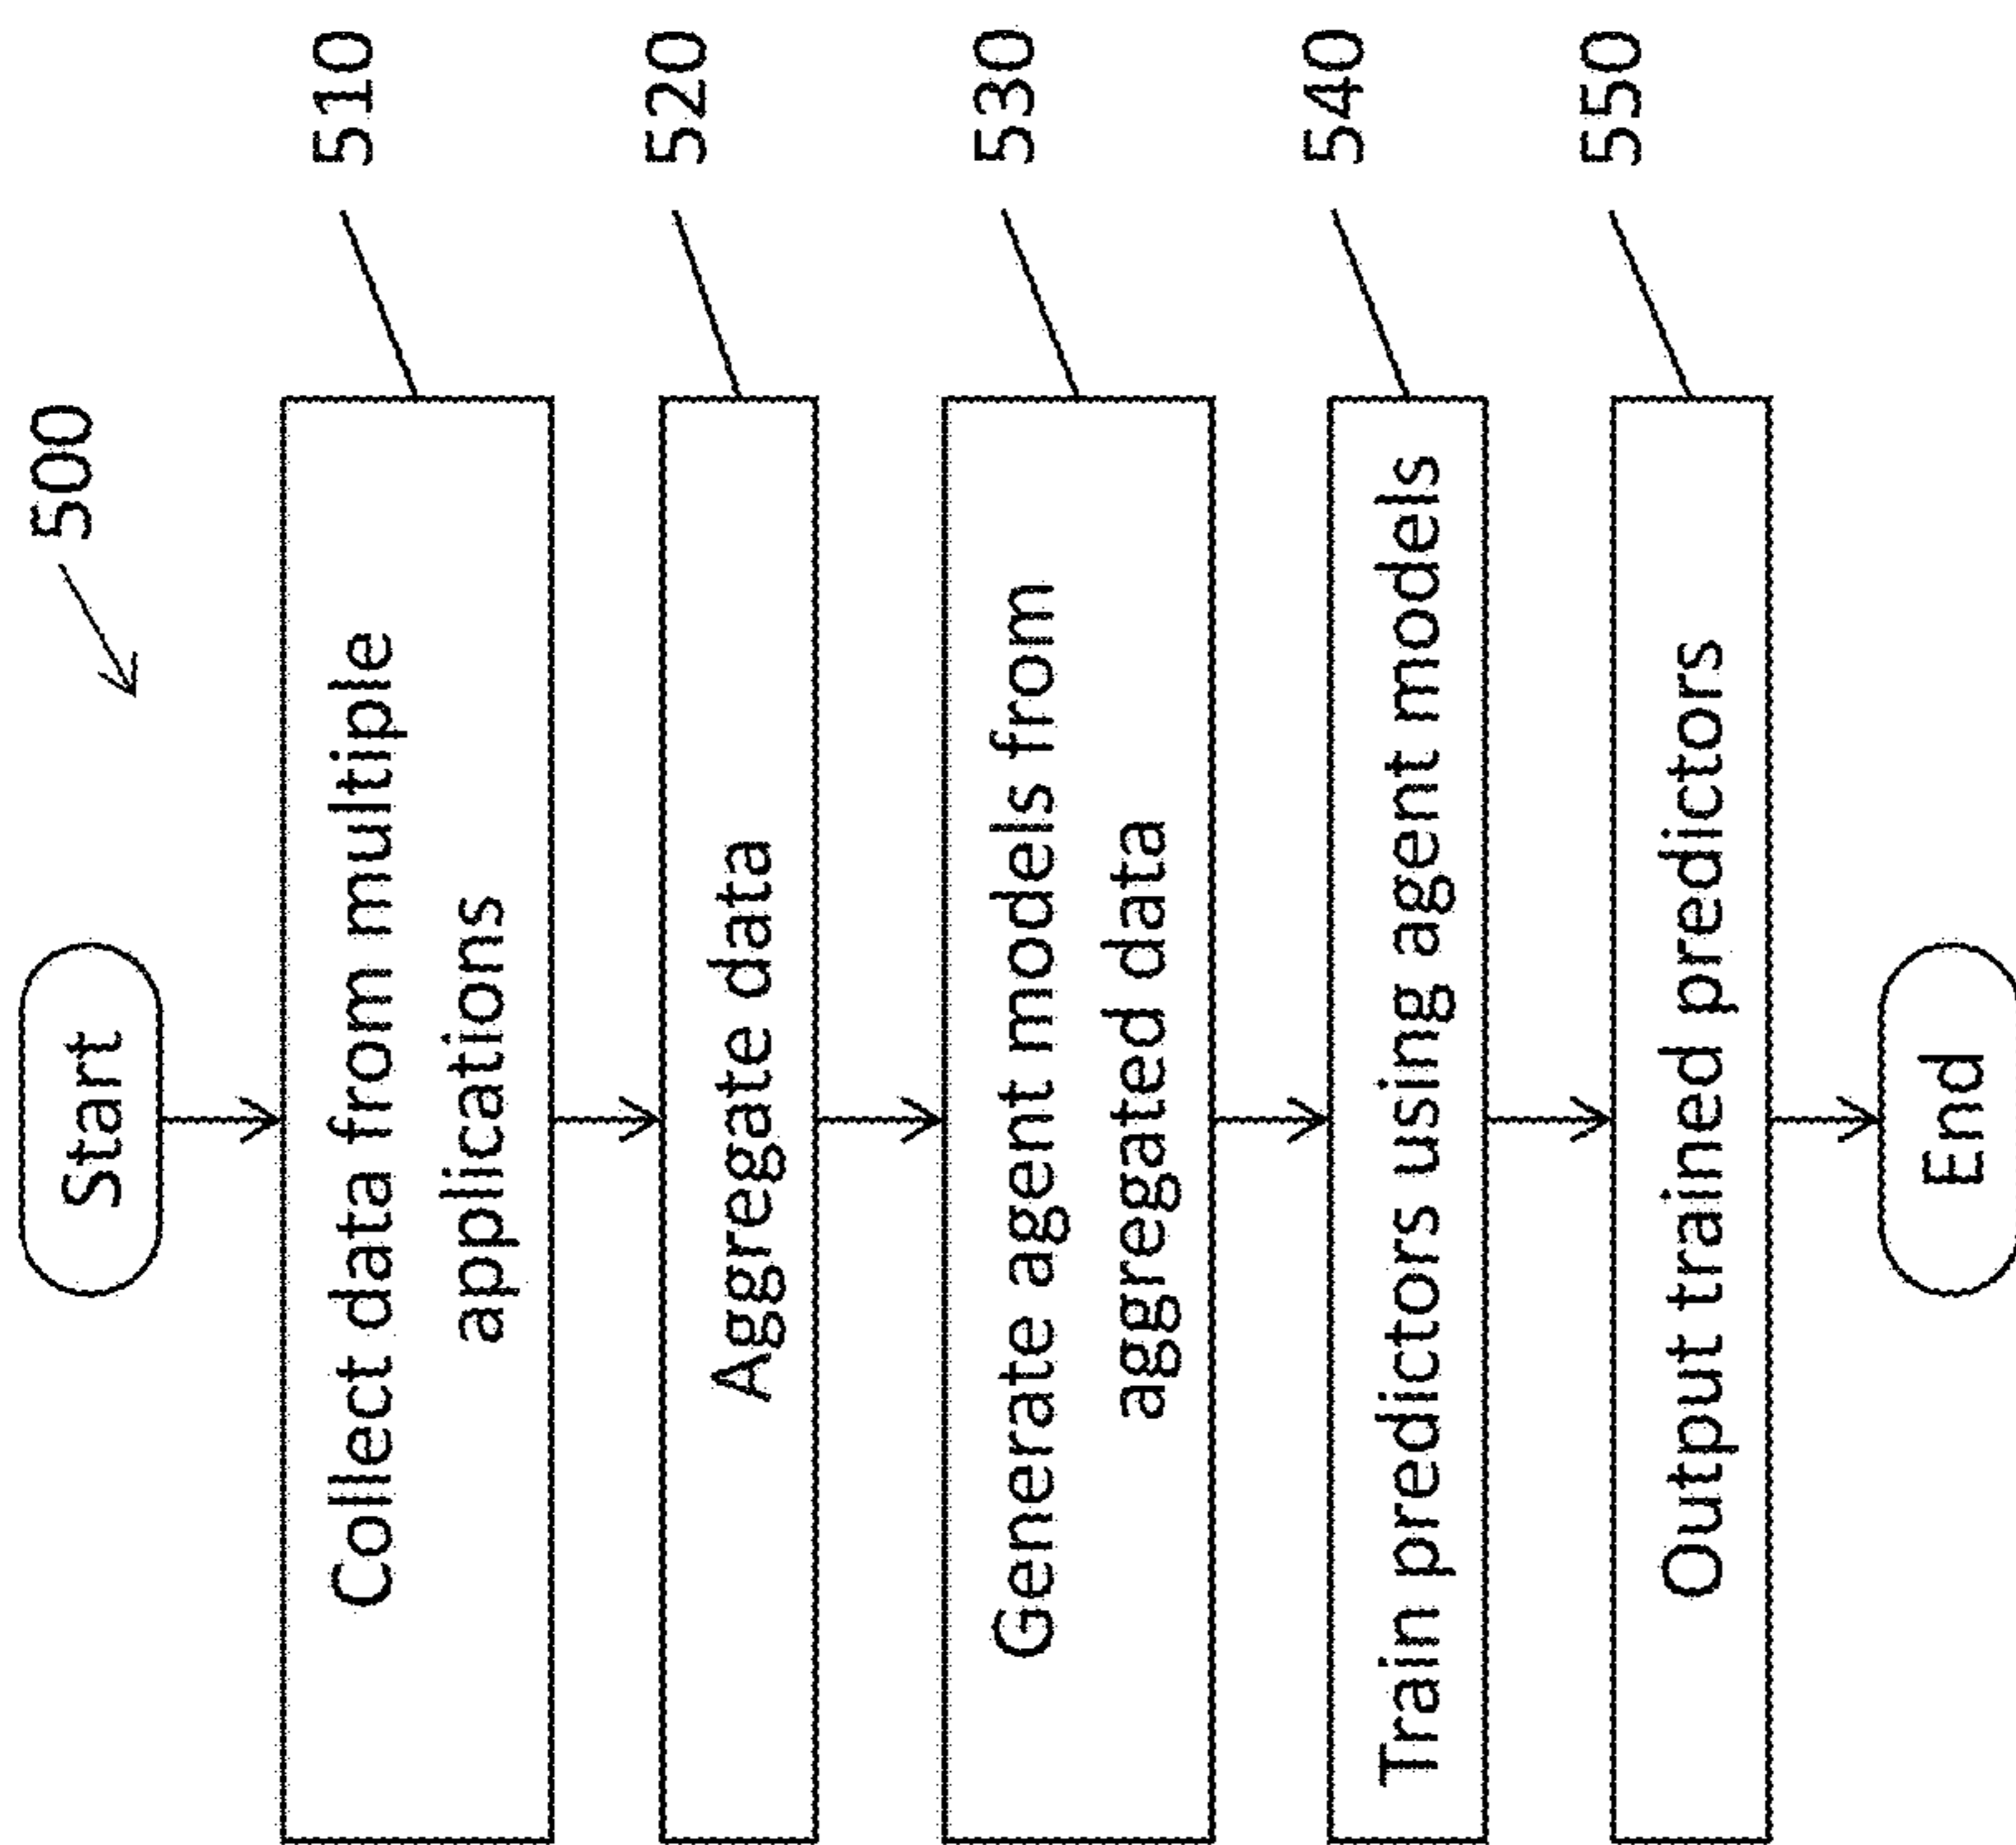 500
Start
Collect data from multiple
applications
510
Aggregate data
520
Generate agent models from
aggregated data
530
Train predictors using agent models
540
Output trained predictors
550
End